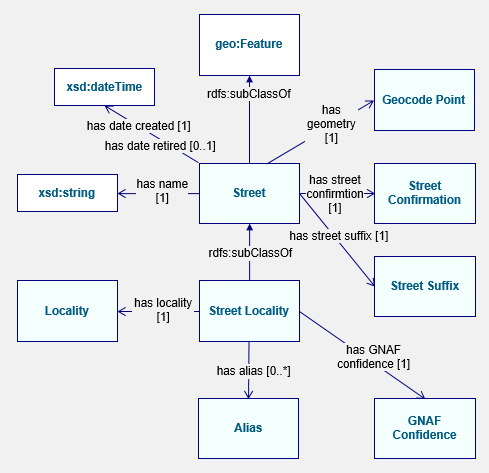 geo:Feature
xsd:dateTime
rdfs:subClassOf
Geocode Point
has
geometry
[1]
has date created [1]
has date retired [0..1]
xsd:string
has name
[1]
Street
has street
confirmtion
[1]
Street
Confirmation
has street suffix [1]
rdfs:subClassOf
Street Suffix
Locality
has locality
[1]
Street Locality
has GNAF
confidence [1]
has alias [0..*]
Alias
GNAF
Confidence